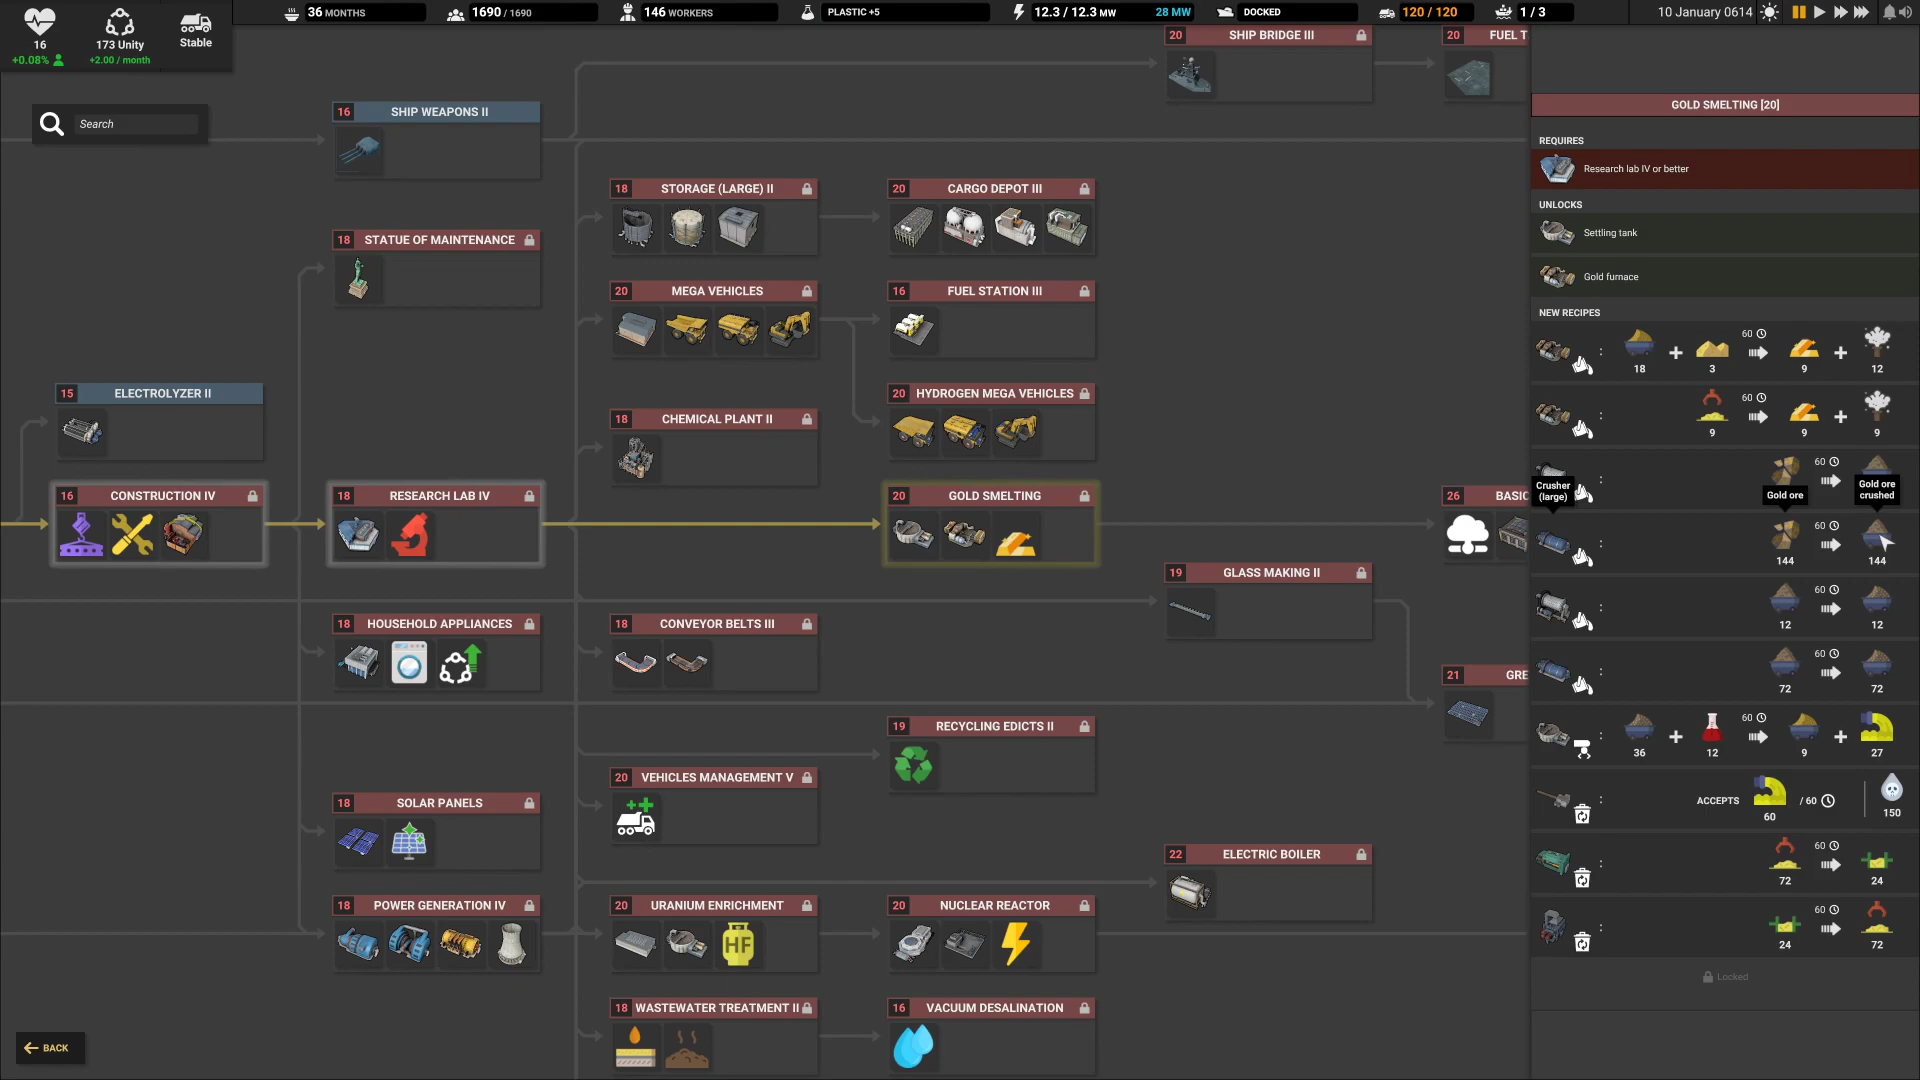 16
+0.08%
173 Unity
+2.00 / month
Stable
36 MONTHS
1690 / 1690
146 WORKERS
PLASTIC +5
12.3 / 12.3 MW
28 MW
DOCKED
120 / 120
1 / 3
10 January 0614
Search
20 SHIP BRIDGE III
20 FUEL T
16 SHIP WEAPONS II
18 STORAGE (LARGE) II
20 CARGO DEPOT III
18 STATUE OF MAINTENANCE
20 MEGA VEHICLES
16 FUEL STATION III
15 ELECTROLYZER II
20 HYDROGEN MEGA VEHICLES
18 CHEMICAL PLANT II
16 CONSTRUCTION IV
18 RESEARCH LAB IV
20 GOLD SMELTING
26 BASIC
19 GLASS MAKING II
18 HOUSEHOLD APPLIANCES
18 CONVEYOR BELTS III
21 GRE
19 RECYCLING EDICTS II
20 VEHICLES MANAGEMENT V
18 SOLAR PANELS
22 ELECTRIC BOILER
18 POWER GENERATION IV
20 URANIUM ENRICHMENT
HF
20 NUCLEAR REACTOR
18 WASTEWATER TREATMENT II
16 VACUUM DESALINATION
BACK
GOLD SMELTING [20]
REQUIRES
Research lab IV or better
UNLOCKS
Settling tank
Gold furnace
NEW RECIPES
: + 60 +
18 3 9 12
: 60 +
9 9 9
60
Crusher (large)
Gold ore
Gold ore crushed
: 60
144 144
: 60
12 12
: 60
72 72
: + 60 +
36 12 9 27
: ACCEPTS / 60
60 150
: 60
72 24
: 60
24 72
Locked